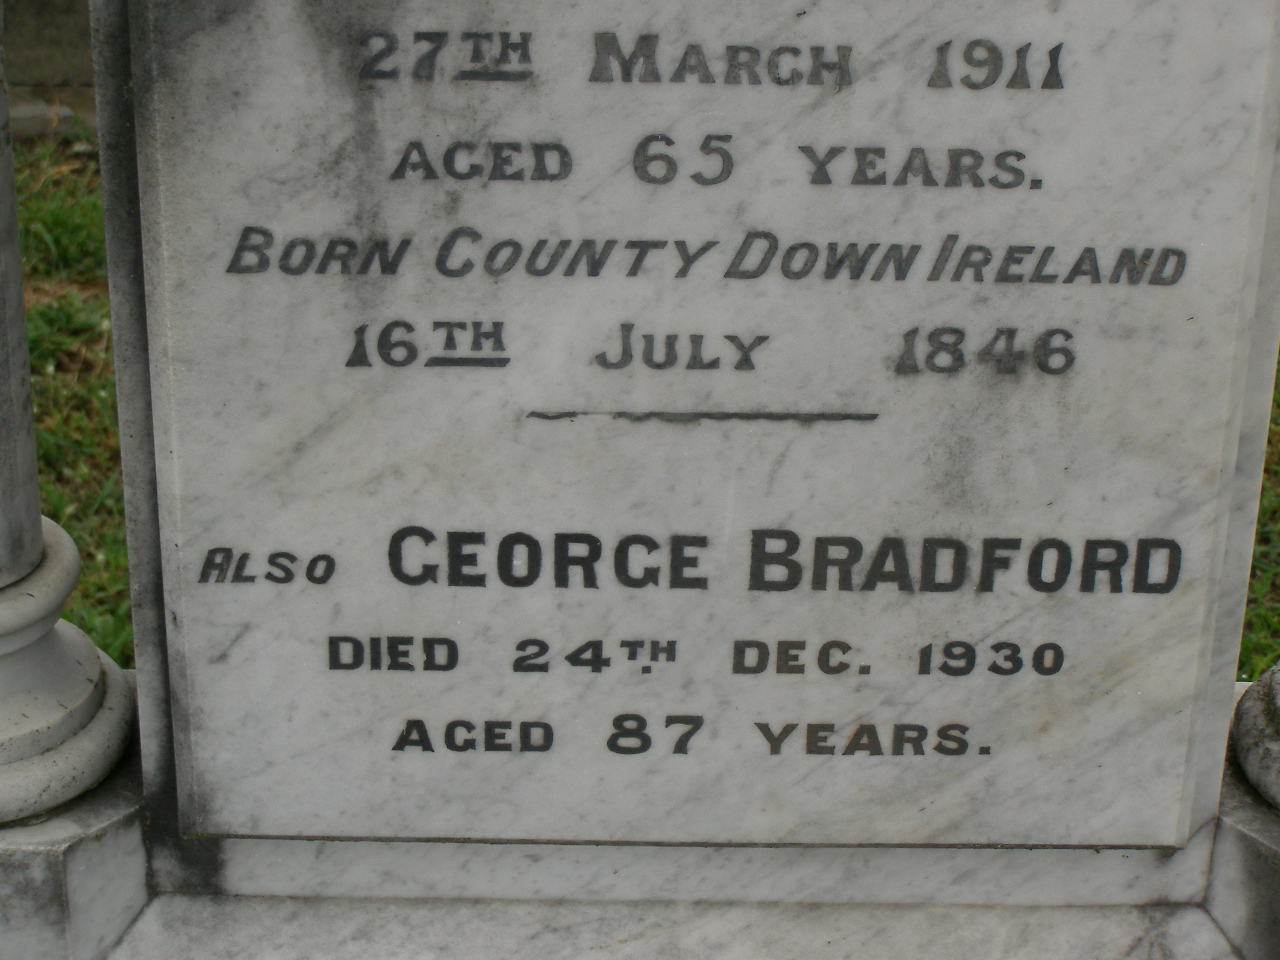 27TH MARCH 1911
AGED 65 YEARS.
BORN COUNTY DOWN IRELAND
16TH JULY 1846
ALSO GEORGE BRADFORD
DIED 24TH DEC. 1930
AGED 87 YEARS.